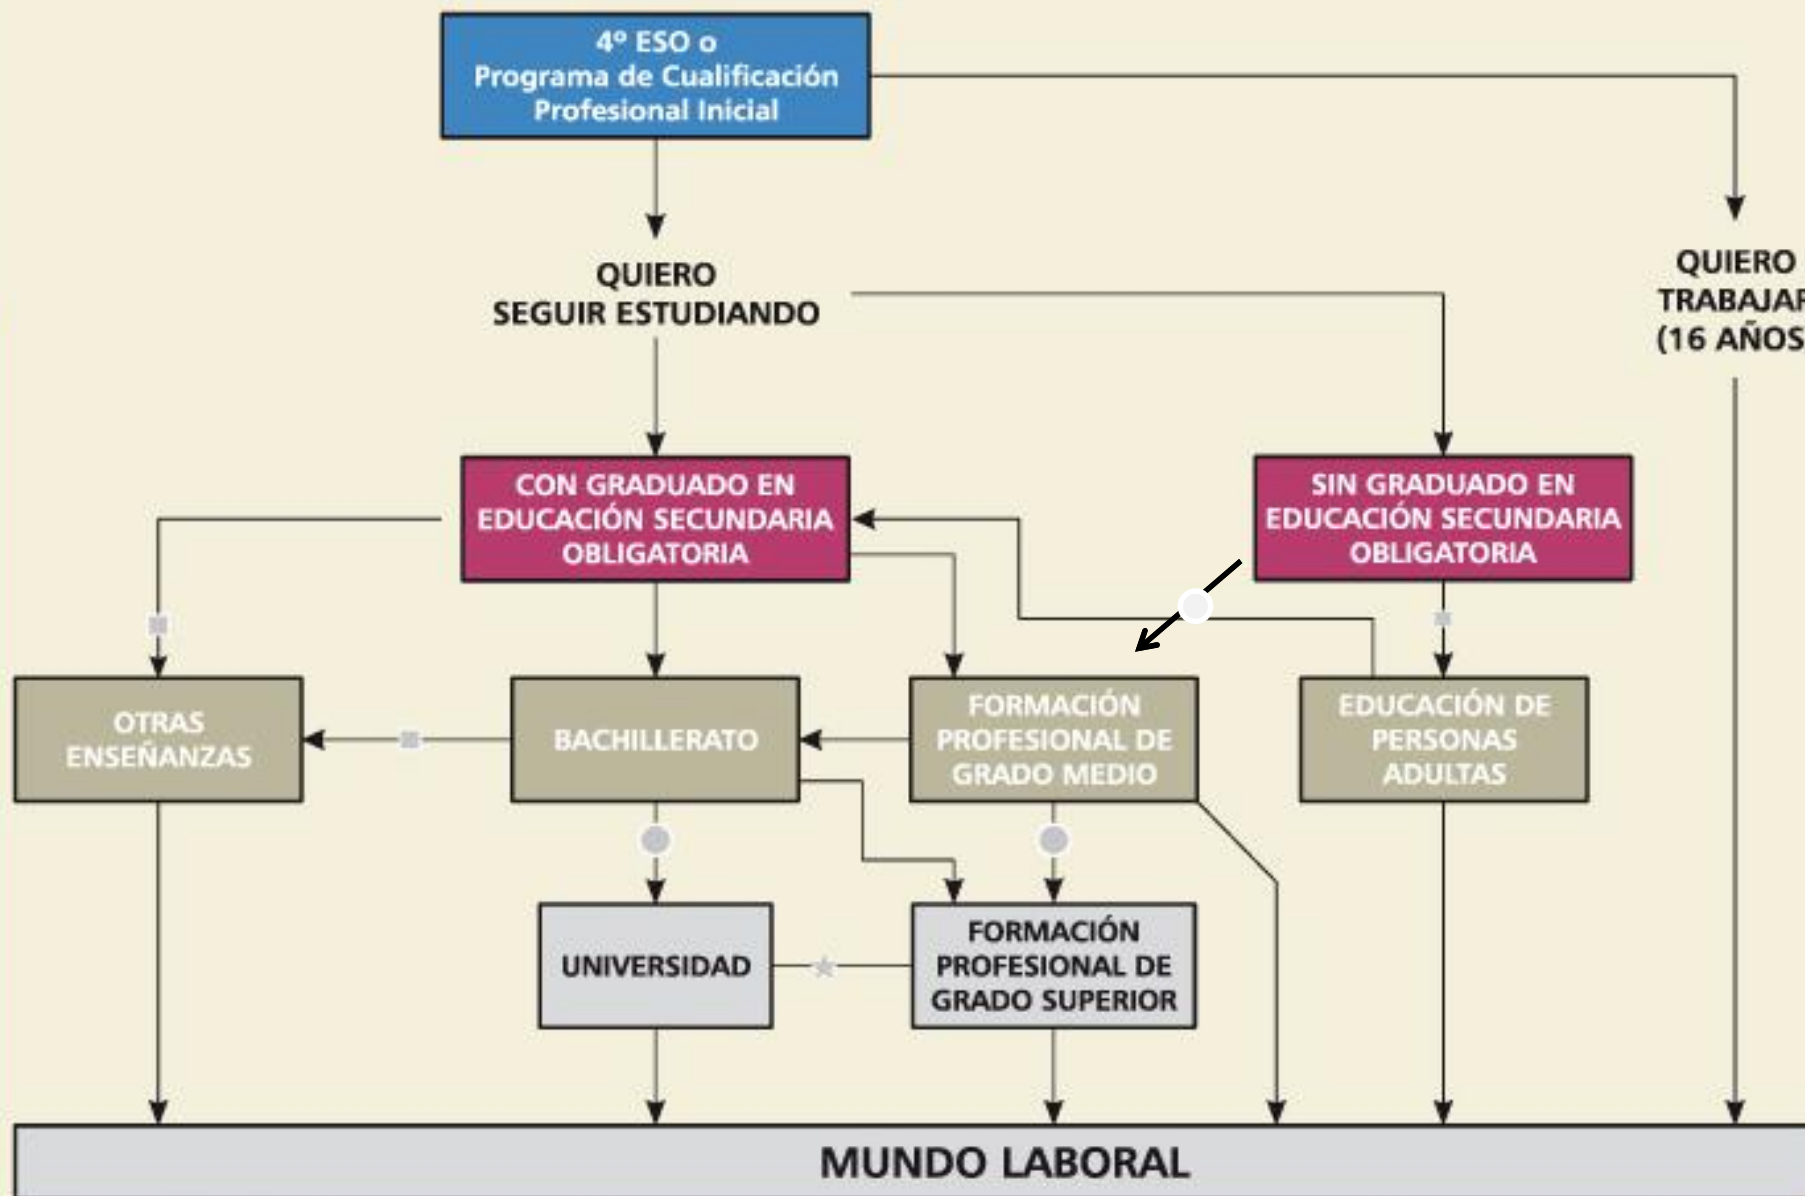 4º ESO o
Programa de Cualificación
Profesional Inicial
QUIERO
SEGUIR ESTUDIANDO
QUIERO
TRABAJAR
(16 AÑOS
CON GRADUADO EN
EDUCACIÓN SECUNDARIA
OBLIGATORIA
SIN GRADUADO EN
EDUCACIÓN SECUNDARIA
OBLIGATORIA
OTRAS
ENSEÑANZAS
BACHILLERATO
FORMACIÓN
PROFESIONAL DE
GRADO MEDIO
EDUCACIÓN DE
PERSONAS
ADULTAS
UNIVERSIDAD
FORMACIÓN
PROFESIONAL DE
GRADO SUPERIOR
MUNDO LABORAL